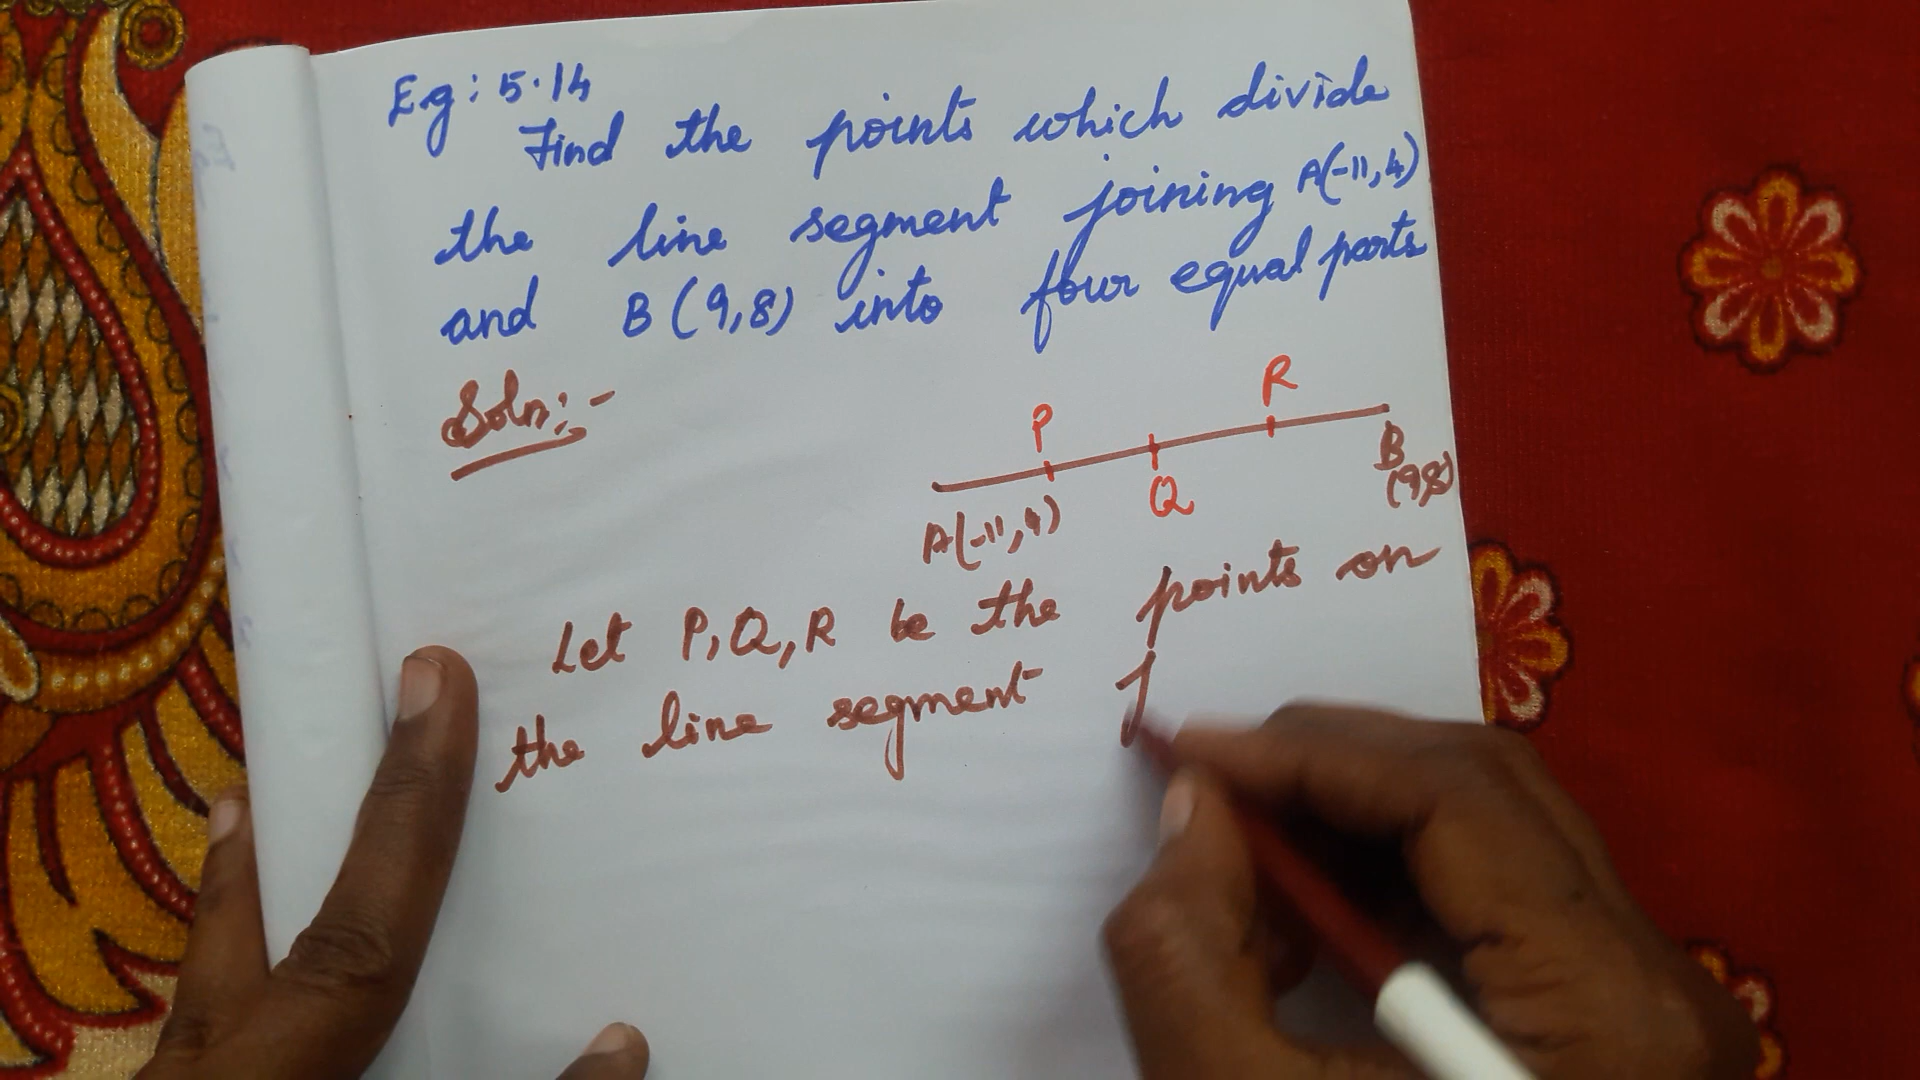 Eg: 5.14
Find the points which divide
the line segment joining A(-11,4)
and B(9,8) into four equal parts
Soln:-
P
Q
R
A(-11,4)
B
(9,8)
Let P,Q,R be the points on
the line segment j